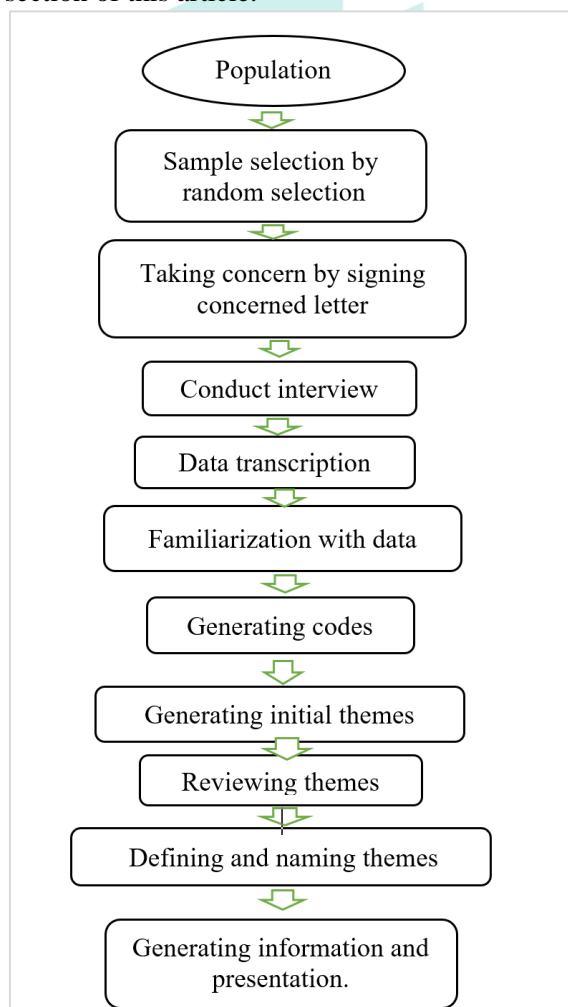 section of this article.
Population
Sample selection by
random selection
Taking concern by signing
concerned letter
Conduct interview
Data transcription
Familiarization with data
Generating codes
Generating initial themes
Reviewing themes
Defining and naming themes
Generating information and
presentation.